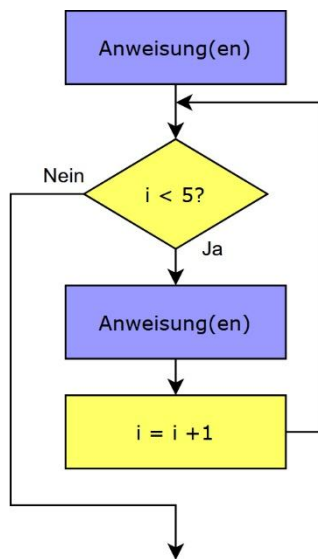 Anweisung(en)
Nein
i < 5?
Ja
Anweisung(en)
i = i +1